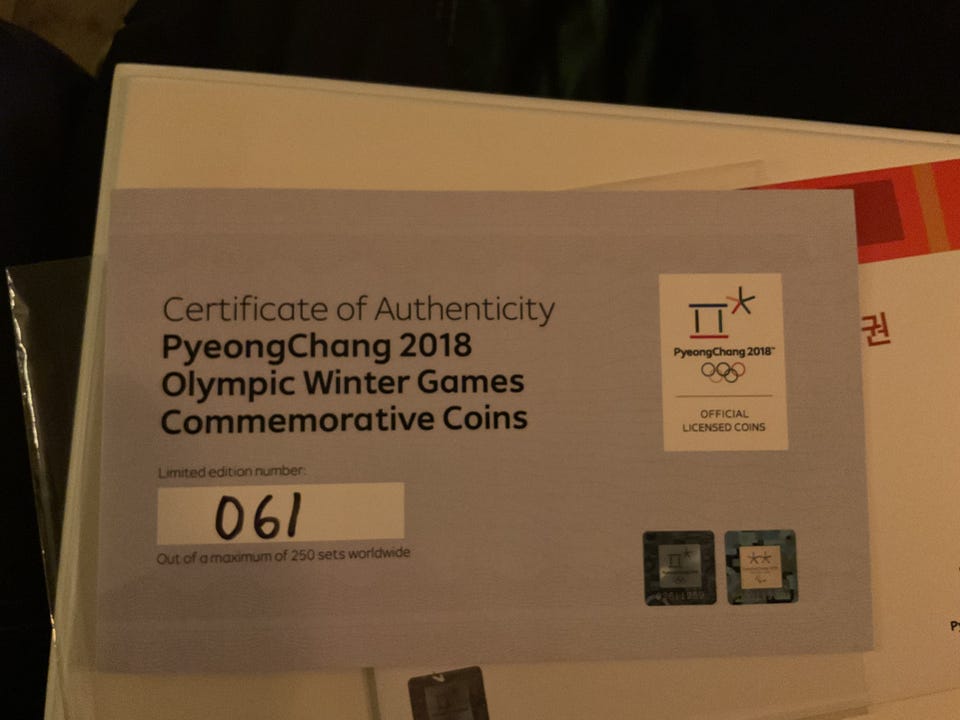 Certificate of Authenticity
PyeongChang 2018
Olympic Winter Games
Commemorative Coins
Limited edition number:
061
Out of a maximum of 250 sets worldwide
PyeongChang 2018™
OFFICIAL
LICENSED COINS
권